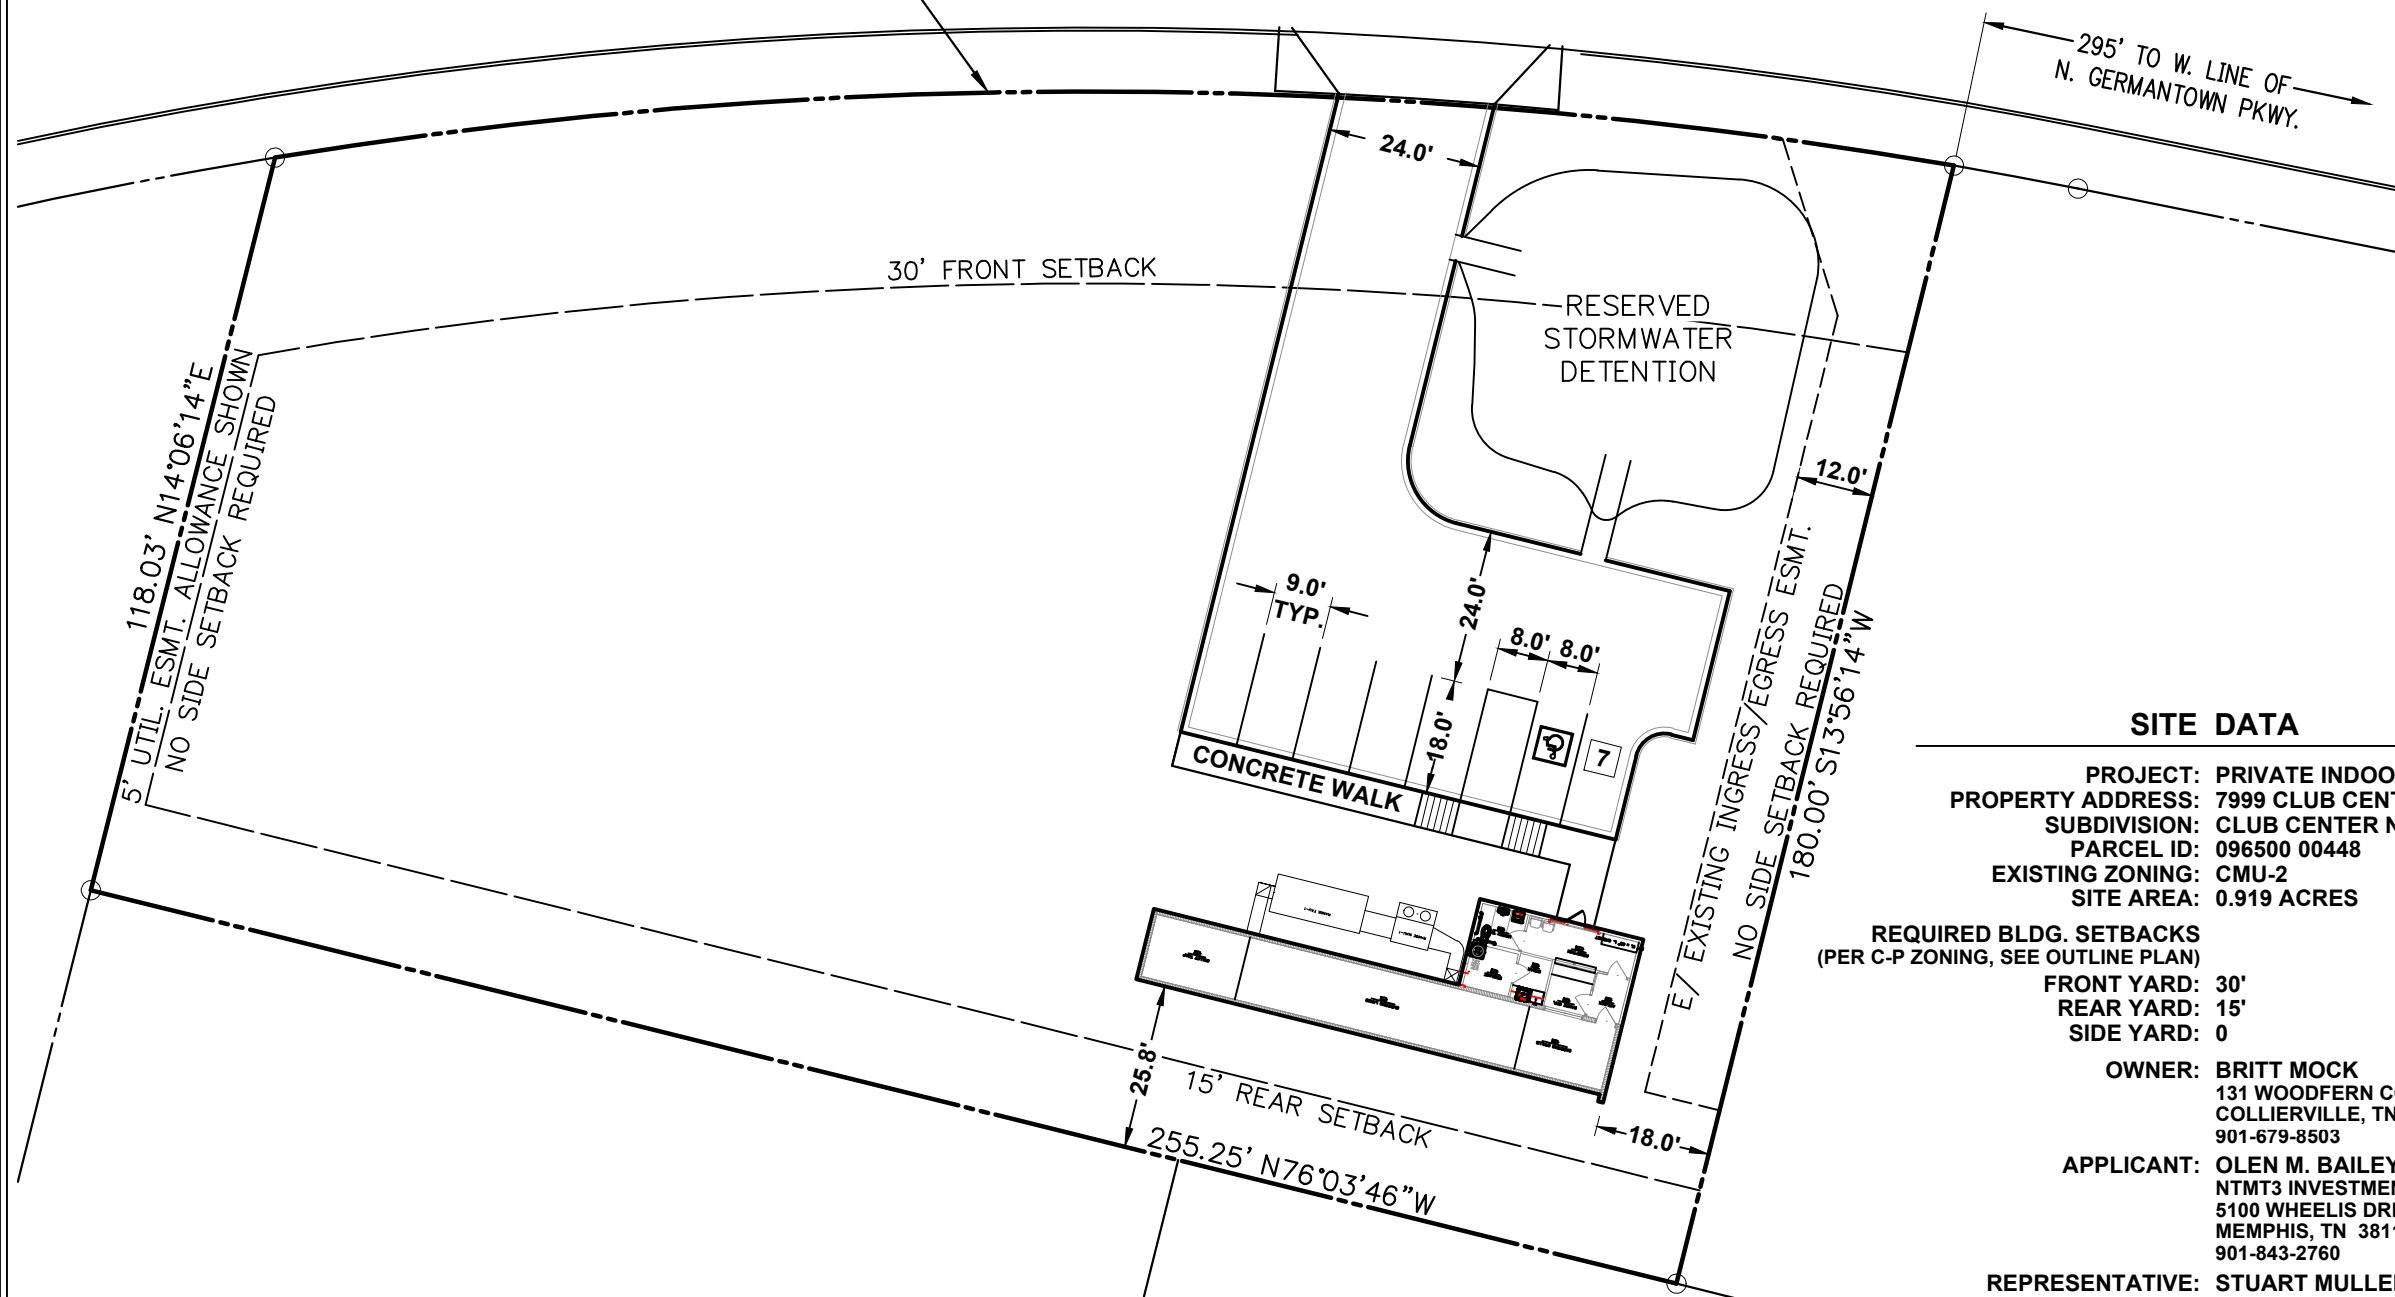 295' TO W. LINE OF
N. GERMANTOWN PKWY.
24.0'
30' FRONT SETBACK
RESERVED
STORMWATER
DETENTION
118.03' N14°06'14"E
5' UTIL. ESMT. ALLOWANCE SHOWN
NO SIDE SETBACK REQUIRED
12.0'
9.0'
TYP.
24.0'
8.0' 8.0'
18.0'
7
CONCRETE WALK
E/ EXISTING INGRESS/EGRESS ESMT.
NO SIDE SETBACK REQUIRED
180.00' S13°56'14"W
25.8'
15' REAR SETBACK
18.0'
255.25' N76°03'46"W
SITE DATA
PROJECT: PRIVATE INDOO
PROPERTY ADDRESS: 7999 CLUB CENT
SUBDIVISION: CLUB CENTER N
PARCEL ID: 096500 00448
EXISTING ZONING: CMU-2
SITE AREA: 0.919 ACRES
REQUIRED BLDG. SETBACKS
(PER C-P ZONING, SEE OUTLINE PLAN)
FRONT YARD: 30'
REAR YARD: 15'
SIDE YARD: 0
OWNER: BRITT MOCK
131 WOODFERN CO
COLLIERVILLE, TN
901-679-8503
APPLICANT: OLEN M. BAILEY
NTMT3 INVESTMEN
5100 WHEELIS DRI
MEMPHIS, TN 3811
901-843-2760
REPRESENTATIVE: STUART MULLE